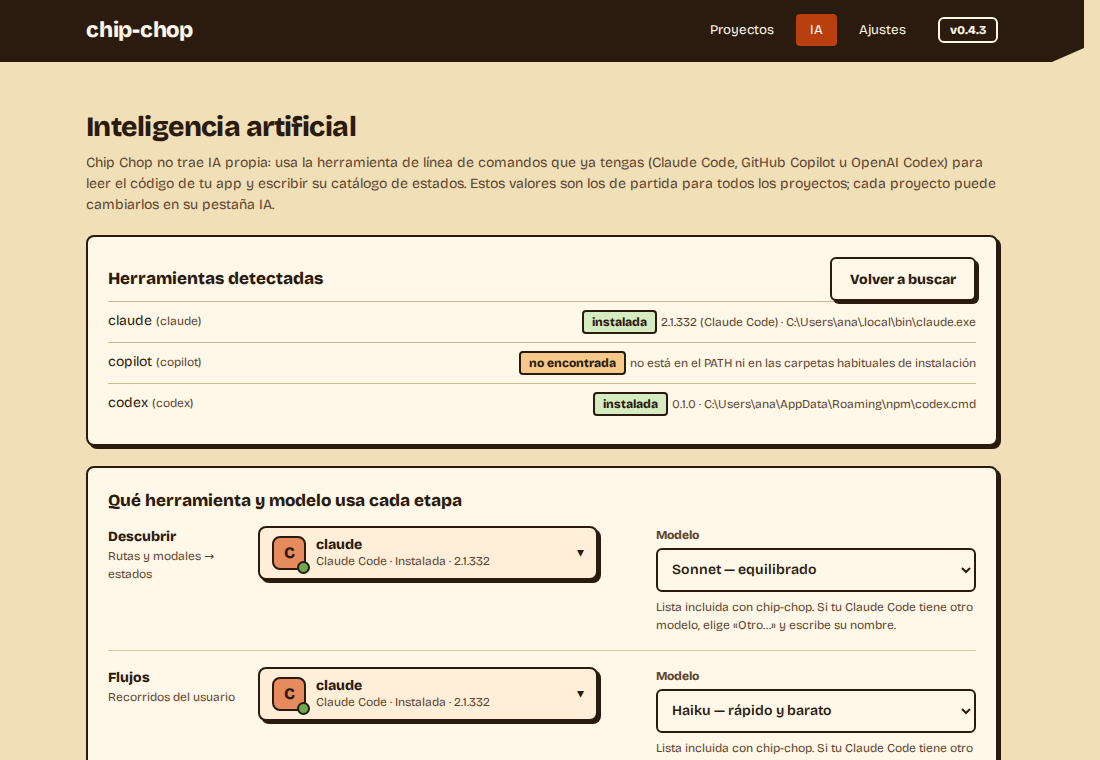 chip-chop
Proyectos
IA
Ajustes
v0.4.3
Inteligencia artificial
Chip Chop no trae IA propia: usa la herramienta de línea de comandos que ya tengas (Claude Code, GitHub Copilot u OpenAI Codex) para
leer el código de tu app y escribir su catálogo de estados. Estos valores son los de partida para todos los proyectos; cada proyecto puede
cambiarlos en su pestaña IA.
Herramientas detectadas
Volver a buscar
claude (claude)
instalada 2.1.332 (Claude Code) · C:\Users\ana\.local\bin\claude.exe
copilot (copilot)
no encontrada no está en el PATH ni en las carpetas habituales de instalación
codex (codex)
instalada 0.1.0 · C:\Users\ana\AppData\Roaming\npm\codex.cmd
Qué herramienta y modelo usa cada etapa
Descubrir
Rutas y modales →
estados
C
claude
Claude Code · Instalada · 2.1.332
Modelo
Sonnet — equilibrado
Lista incluida con chip-chop. Si tu Claude Code tiene otro
modelo, elige «Otro…» y escribe su nombre.
Flujos
Recorridos del usuario
C
claude
Claude Code · Instalada · 2.1.332
Modelo
Haiku — rápido y barato
Lista incluida con chip-chop. Si tu Claude Code tiene otro